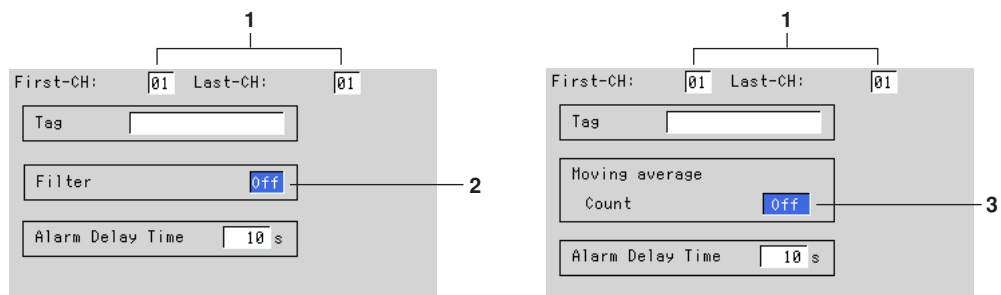 1
First-CH: 01 Last-CH: 01
Tag
Filter Off
2
Alarm Delay Time 10 s
1
First-CH: 01 Last-CH: 01
Tag
Moving average
Count Off
3
Alarm Delay Time 10 s